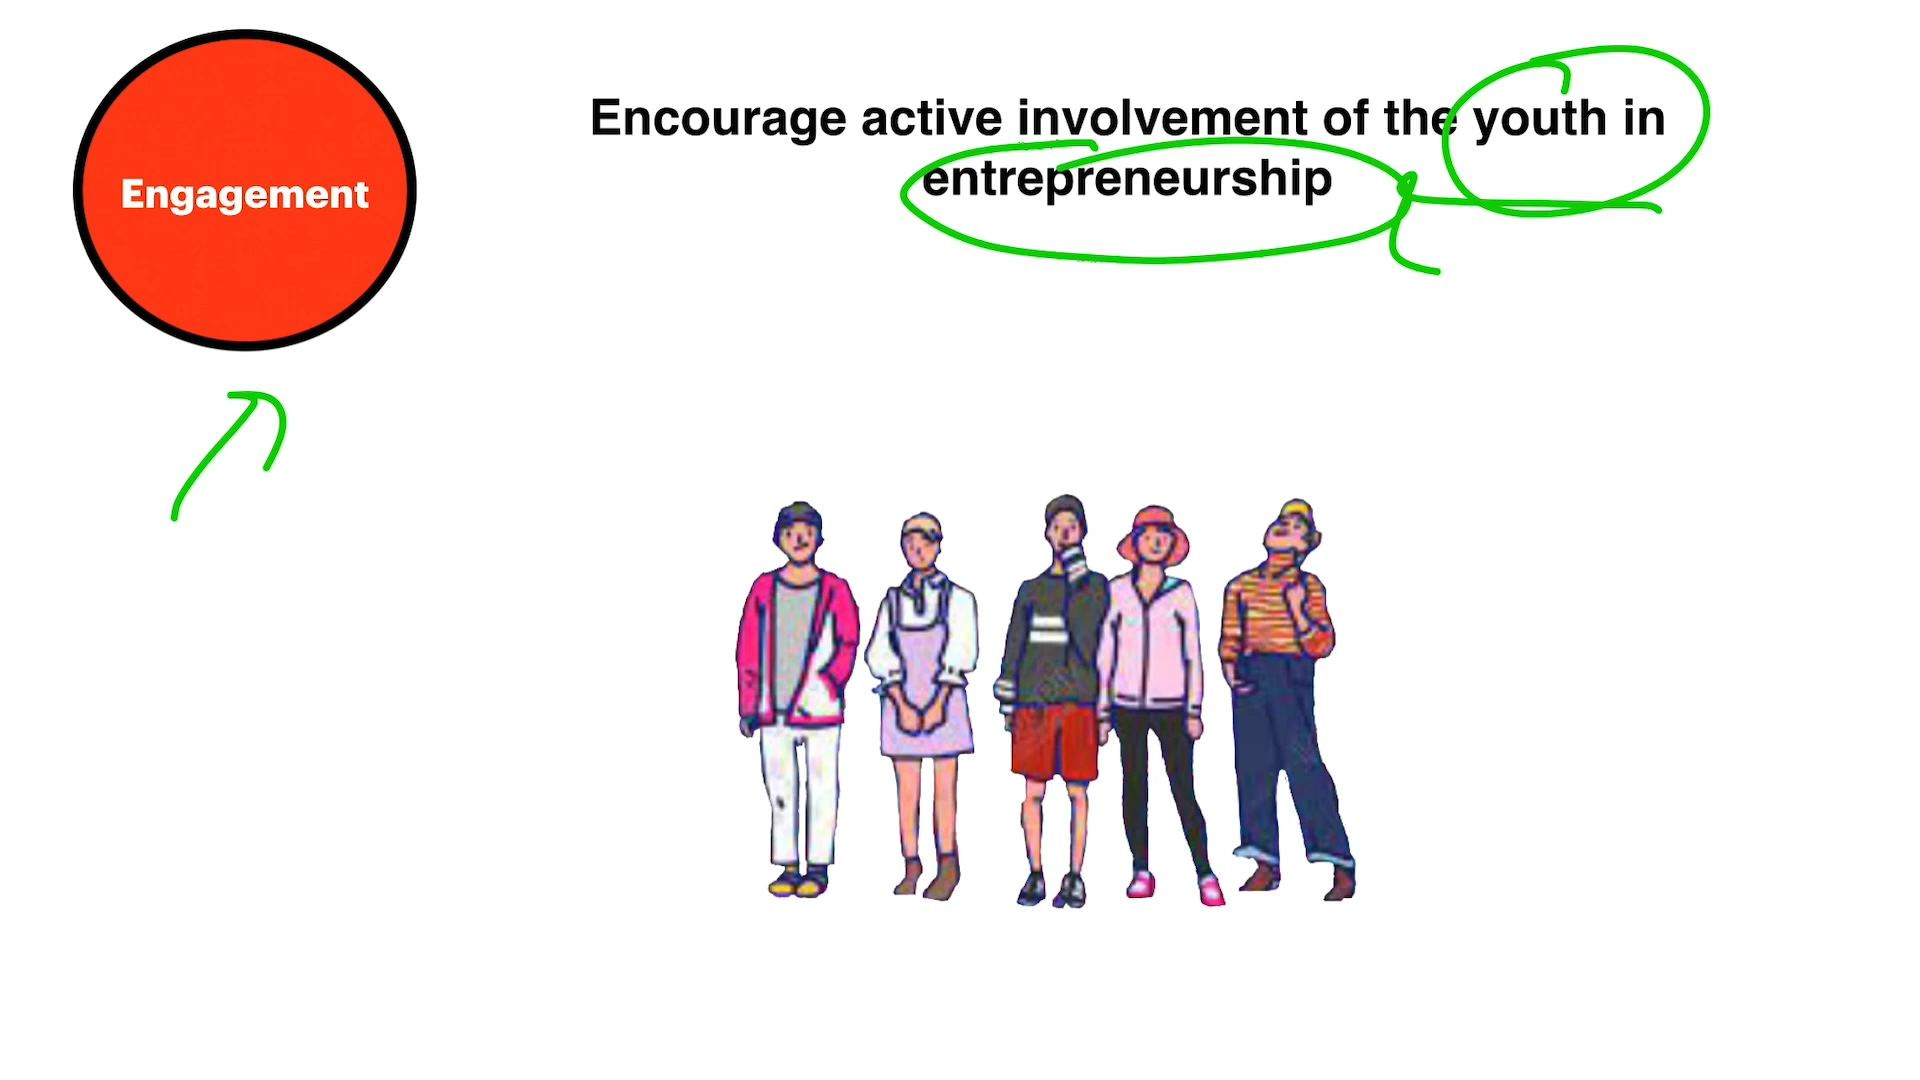 Engagement
Encourage active involvement of the youth in
entrepreneurship